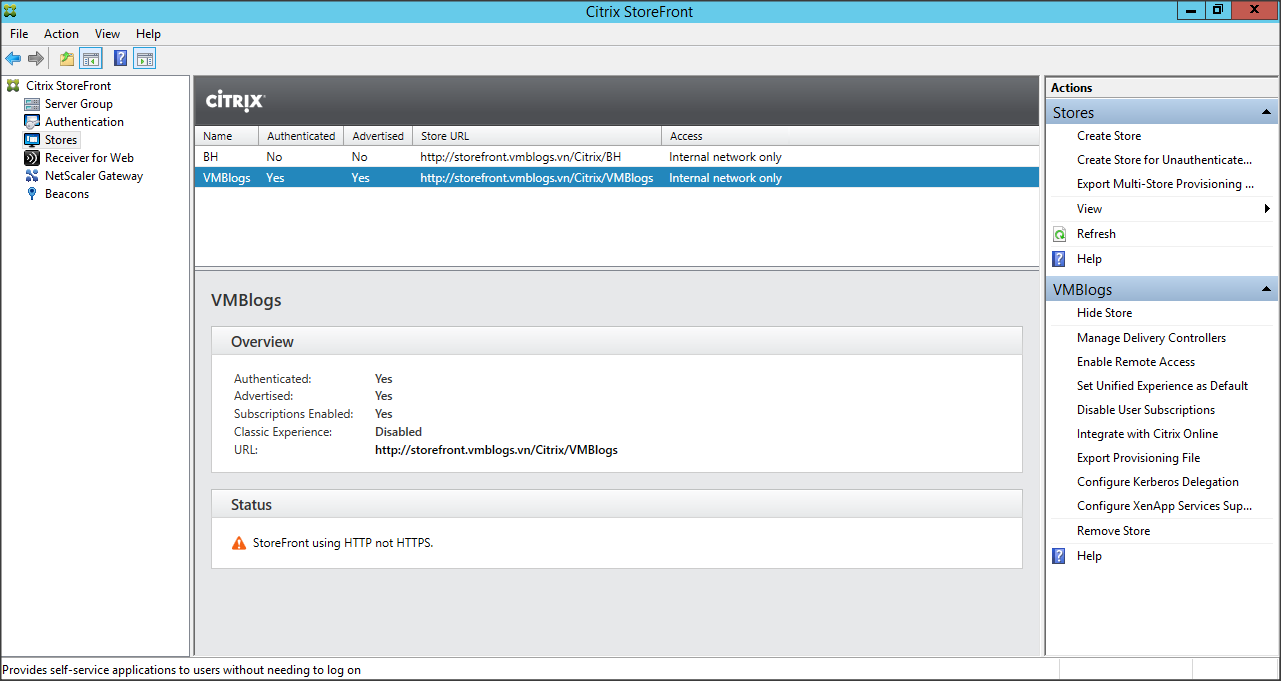 Citrix StoreFront
File Action View Help
Citrix StoreFront
Server Group
Authentication
Stores
Receiver for Web
NetScaler Gateway
Beacons
CİTRIX
Name Authenticated Advertised Store URL Access
BH No No http://storefront.vmblogs.vn/Citrix/BH Internal network only
VMBlogs Yes Yes http://storefront.vmblogs.vn/Citrix/VMBlogs Internal network only
VMBlogs
Overview
Authenticated: Yes
Advertised: Yes
Subscriptions Enabled: Yes
Classic Experience: Disabled
URL: http://storefront.vmblogs.vn/Citrix/VMBlogs
Status
StoreFront using HTTP not HTTPS.
Actions
Stores
Create Store
Create Store for Unauthenticate...
Export Multi-Store Provisioning ...
View
Refresh
Help
VMBlogs
Hide Store
Manage Delivery Controllers
Enable Remote Access
Set Unified Experience as Default
Disable User Subscriptions
Integrate with Citrix Online
Export Provisioning File
Configure Kerberos Delegation
Configure XenApp Services Sup...
Remove Store
Help
Provides self-service applications to users without needing to log on